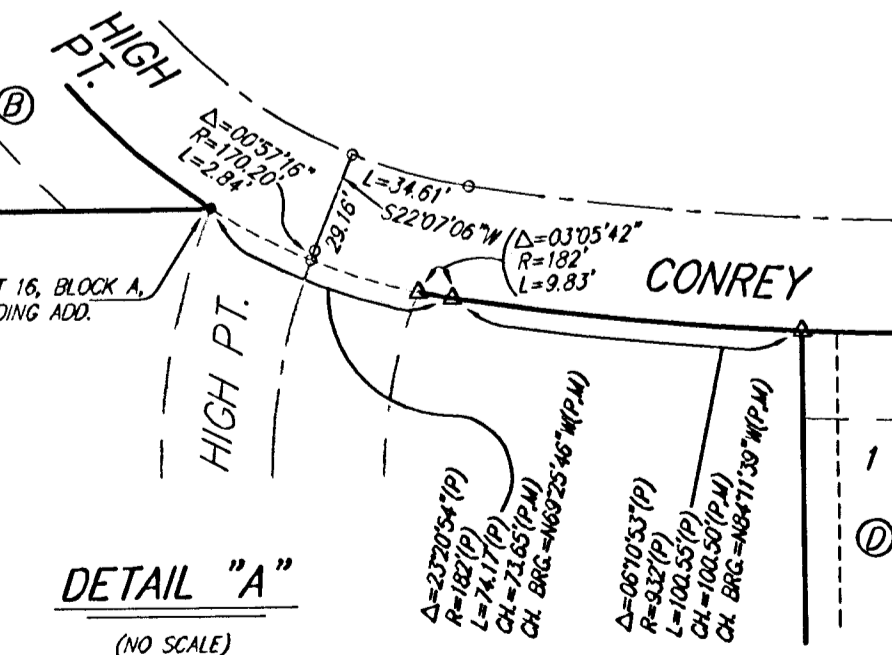 HIGH
PT.
B
Δ=00°57'16"
R=170.20'
L=2.84'
L=34.61'
29.16'
S22°07'06"W
Δ=03°05'42"
R=182'
L=9.83'
CONREY
T 16, BLOCK A,
DING ADD.
HIGH PT.
Δ=23°20'54"(P)
R=182'(P)
L=74.17'(P)
CH.=73.65'(P,M)
CH. BRG.=N69°25'46"W(P,M)
Δ=06°10'53"(P)
R=932'(P)
L=100.55'(P)
CH.=100.50'(P,M)
CH. BRG.=N84°11'39"W(P,M)
1
D
DETAIL "A"
(NO SCALE)